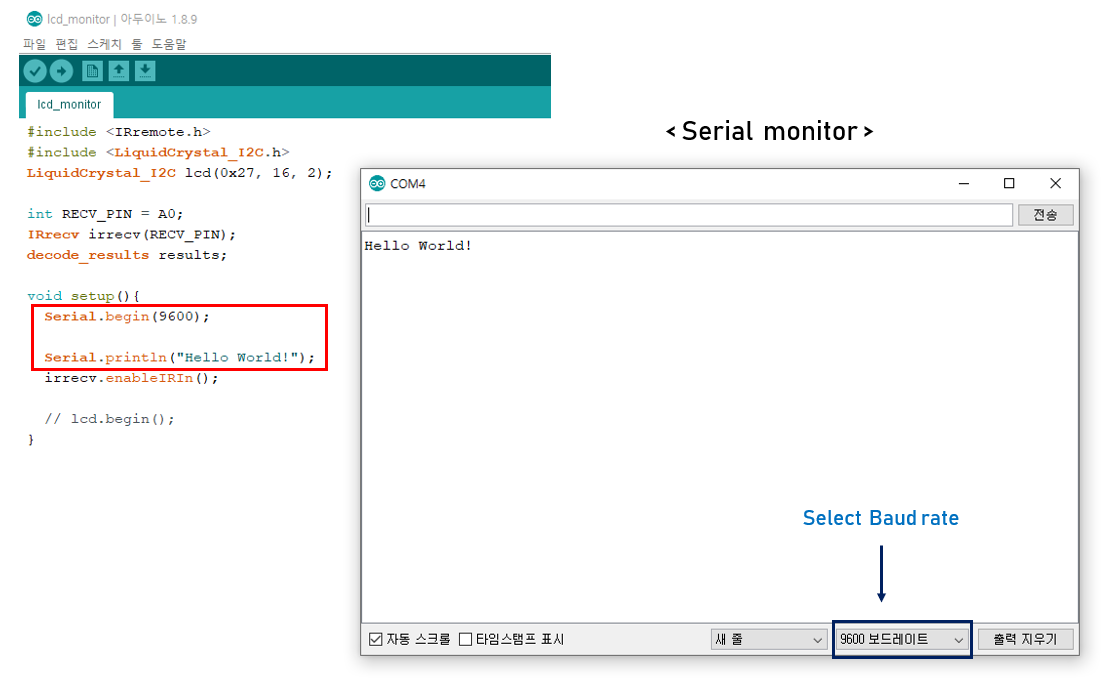 lcd_monitor | 아두이노 1.8.9
파일 편집 스케치 툴 도움말
lcd_monitor
#include <IRremote.h>
#include <LiquidCrystal_I2C.h>
LiquidCrystal_I2C lcd(0x27, 16, 2);
int RECV_PIN = A0;
IRrecv irrecv(RECV_PIN);
decode_results results;
void setup(){
Serial.begin(9600);
Serial.println("Hello World!");
irrecv.enableIRIn();
// lcd.begin();
}
< Serial monitor >
COM4
전송
Hello World!
Select Baud rate
자동 스크롤 타임스탬프 표시 새 줄 9600 보드레이트 출력 지우기